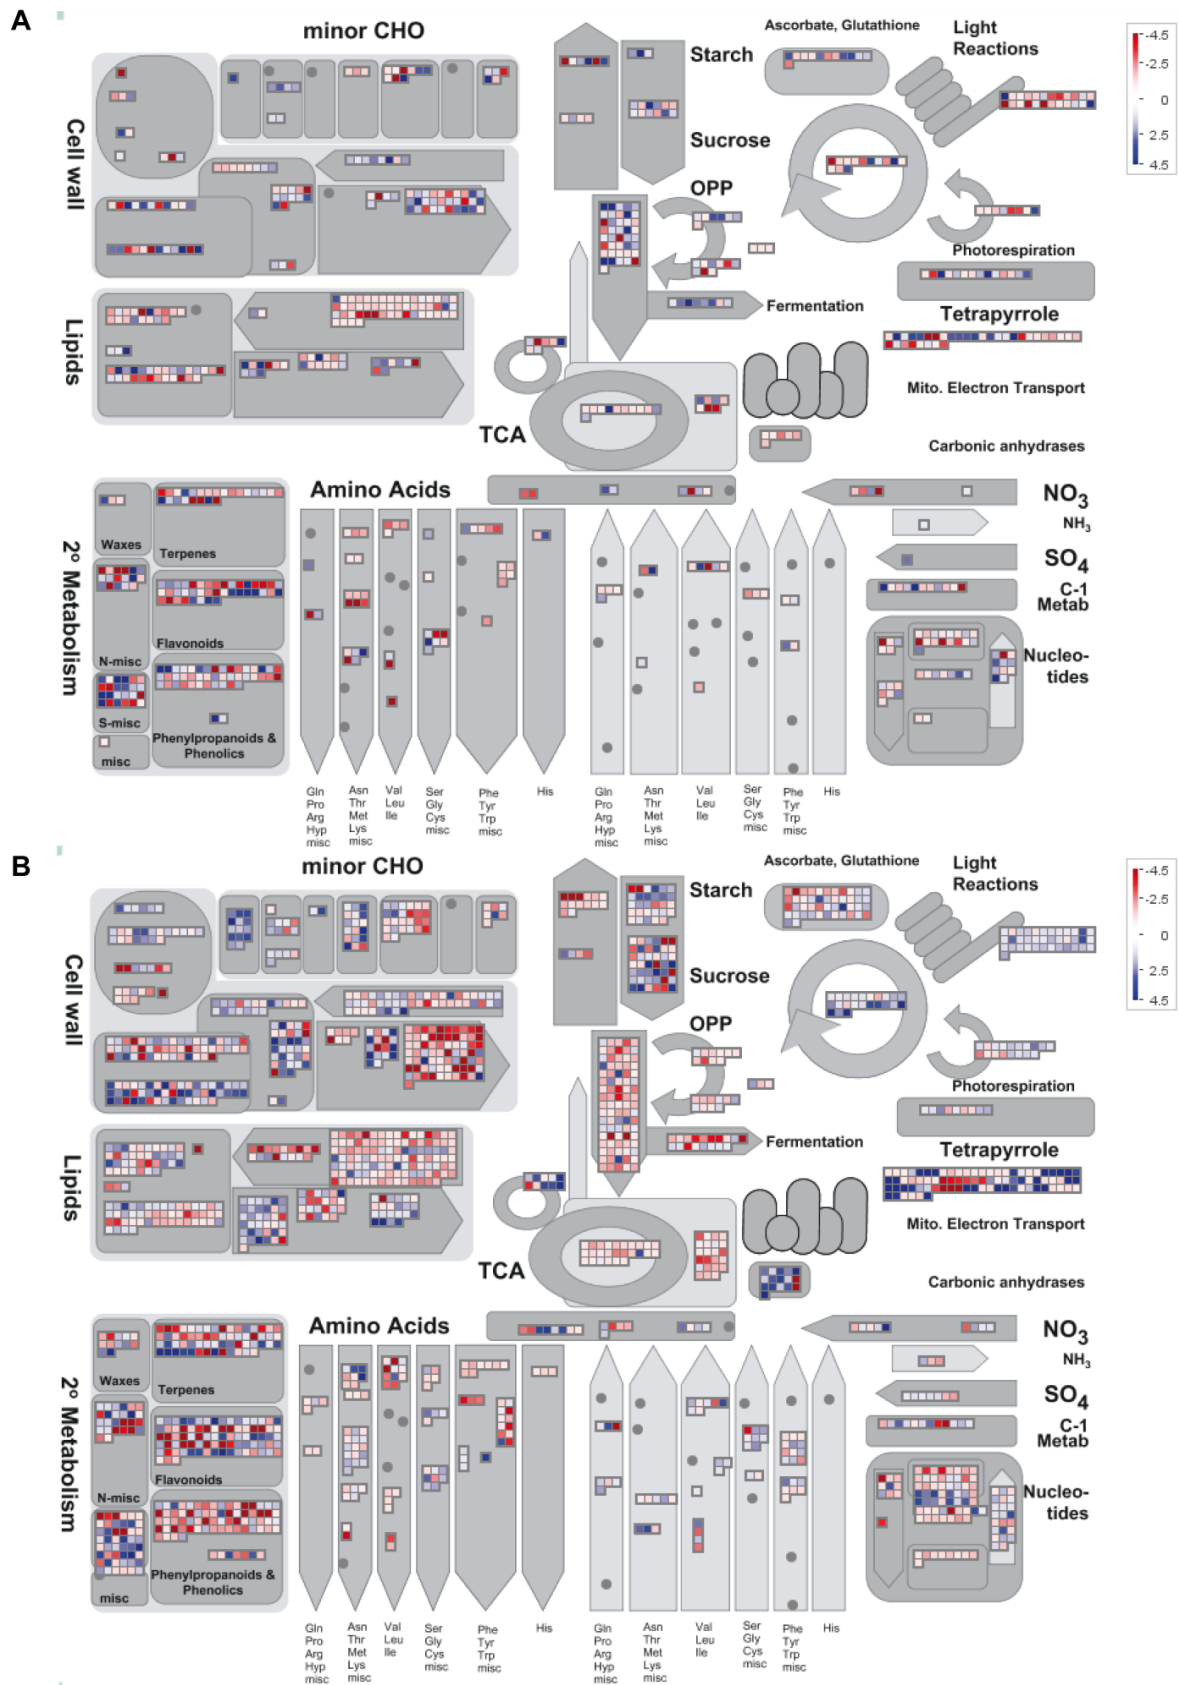 A
minor CHO
Cell wall
Starch
Sucrose
OPP
Ascorbate, Glutathione
Light
Reactions
-4.5
-2.5
0
2.5
4.5
Photorespiration
Fermentation
Tetrapyrrole
Lipids
Mito. Electron Transport
TCA
Carbonic anhydrases
Amino Acids
NO3
NH3
SO4
C-1
Metab
Nucleo-
tides
2º Metabolism
Waxes
Terpenes
N-misc
Flavonoids
S-misc
Phenylpropanoids &
Phenolics
misc
Gln
Pro
Arg
Hyp
misc
Asn
Thr
Met
Lys
misc
Val
Leu
Ile
Ser
Gly
Cys
misc
Phe
Tyr
Trp
misc
His
Gln
Pro
Arg
Hyp
misc
Asn
Thr
Met
Lys
misc
Val
Leu
Ile
Ser
Gly
Cys
misc
Phe
Tyr
Trp
misc
His
B
minor CHO
Cell wall
Starch
Sucrose
OPP
Ascorbate, Glutathione
Light
Reactions
-4.5
-2.5
0
2.5
4.5
Photorespiration
Fermentation
Tetrapyrrole
Lipids
Mito. Electron Transport
TCA
Carbonic anhydrases
Amino Acids
NO3
NH3
SO4
C-1
Metab
Nucleo-
tides
2º Metabolism
Waxes
Terpenes
N-misc
Flavonoids
Phenylpropanoids &
Phenolics
misc
Gln
Pro
Arg
Hyp
misc
Asn
Thr
Met
Lys
misc
Val
Leu
Ile
Ser
Gly
Cys
misc
Phe
Tyr
Trp
misc
His
Gln
Pro
Arg
Hyp
misc
Asn
Thr
Met
Lys
misc
Val
Leu
Ile
Ser
Gly
Cys
misc
Phe
Tyr
Trp
misc
His